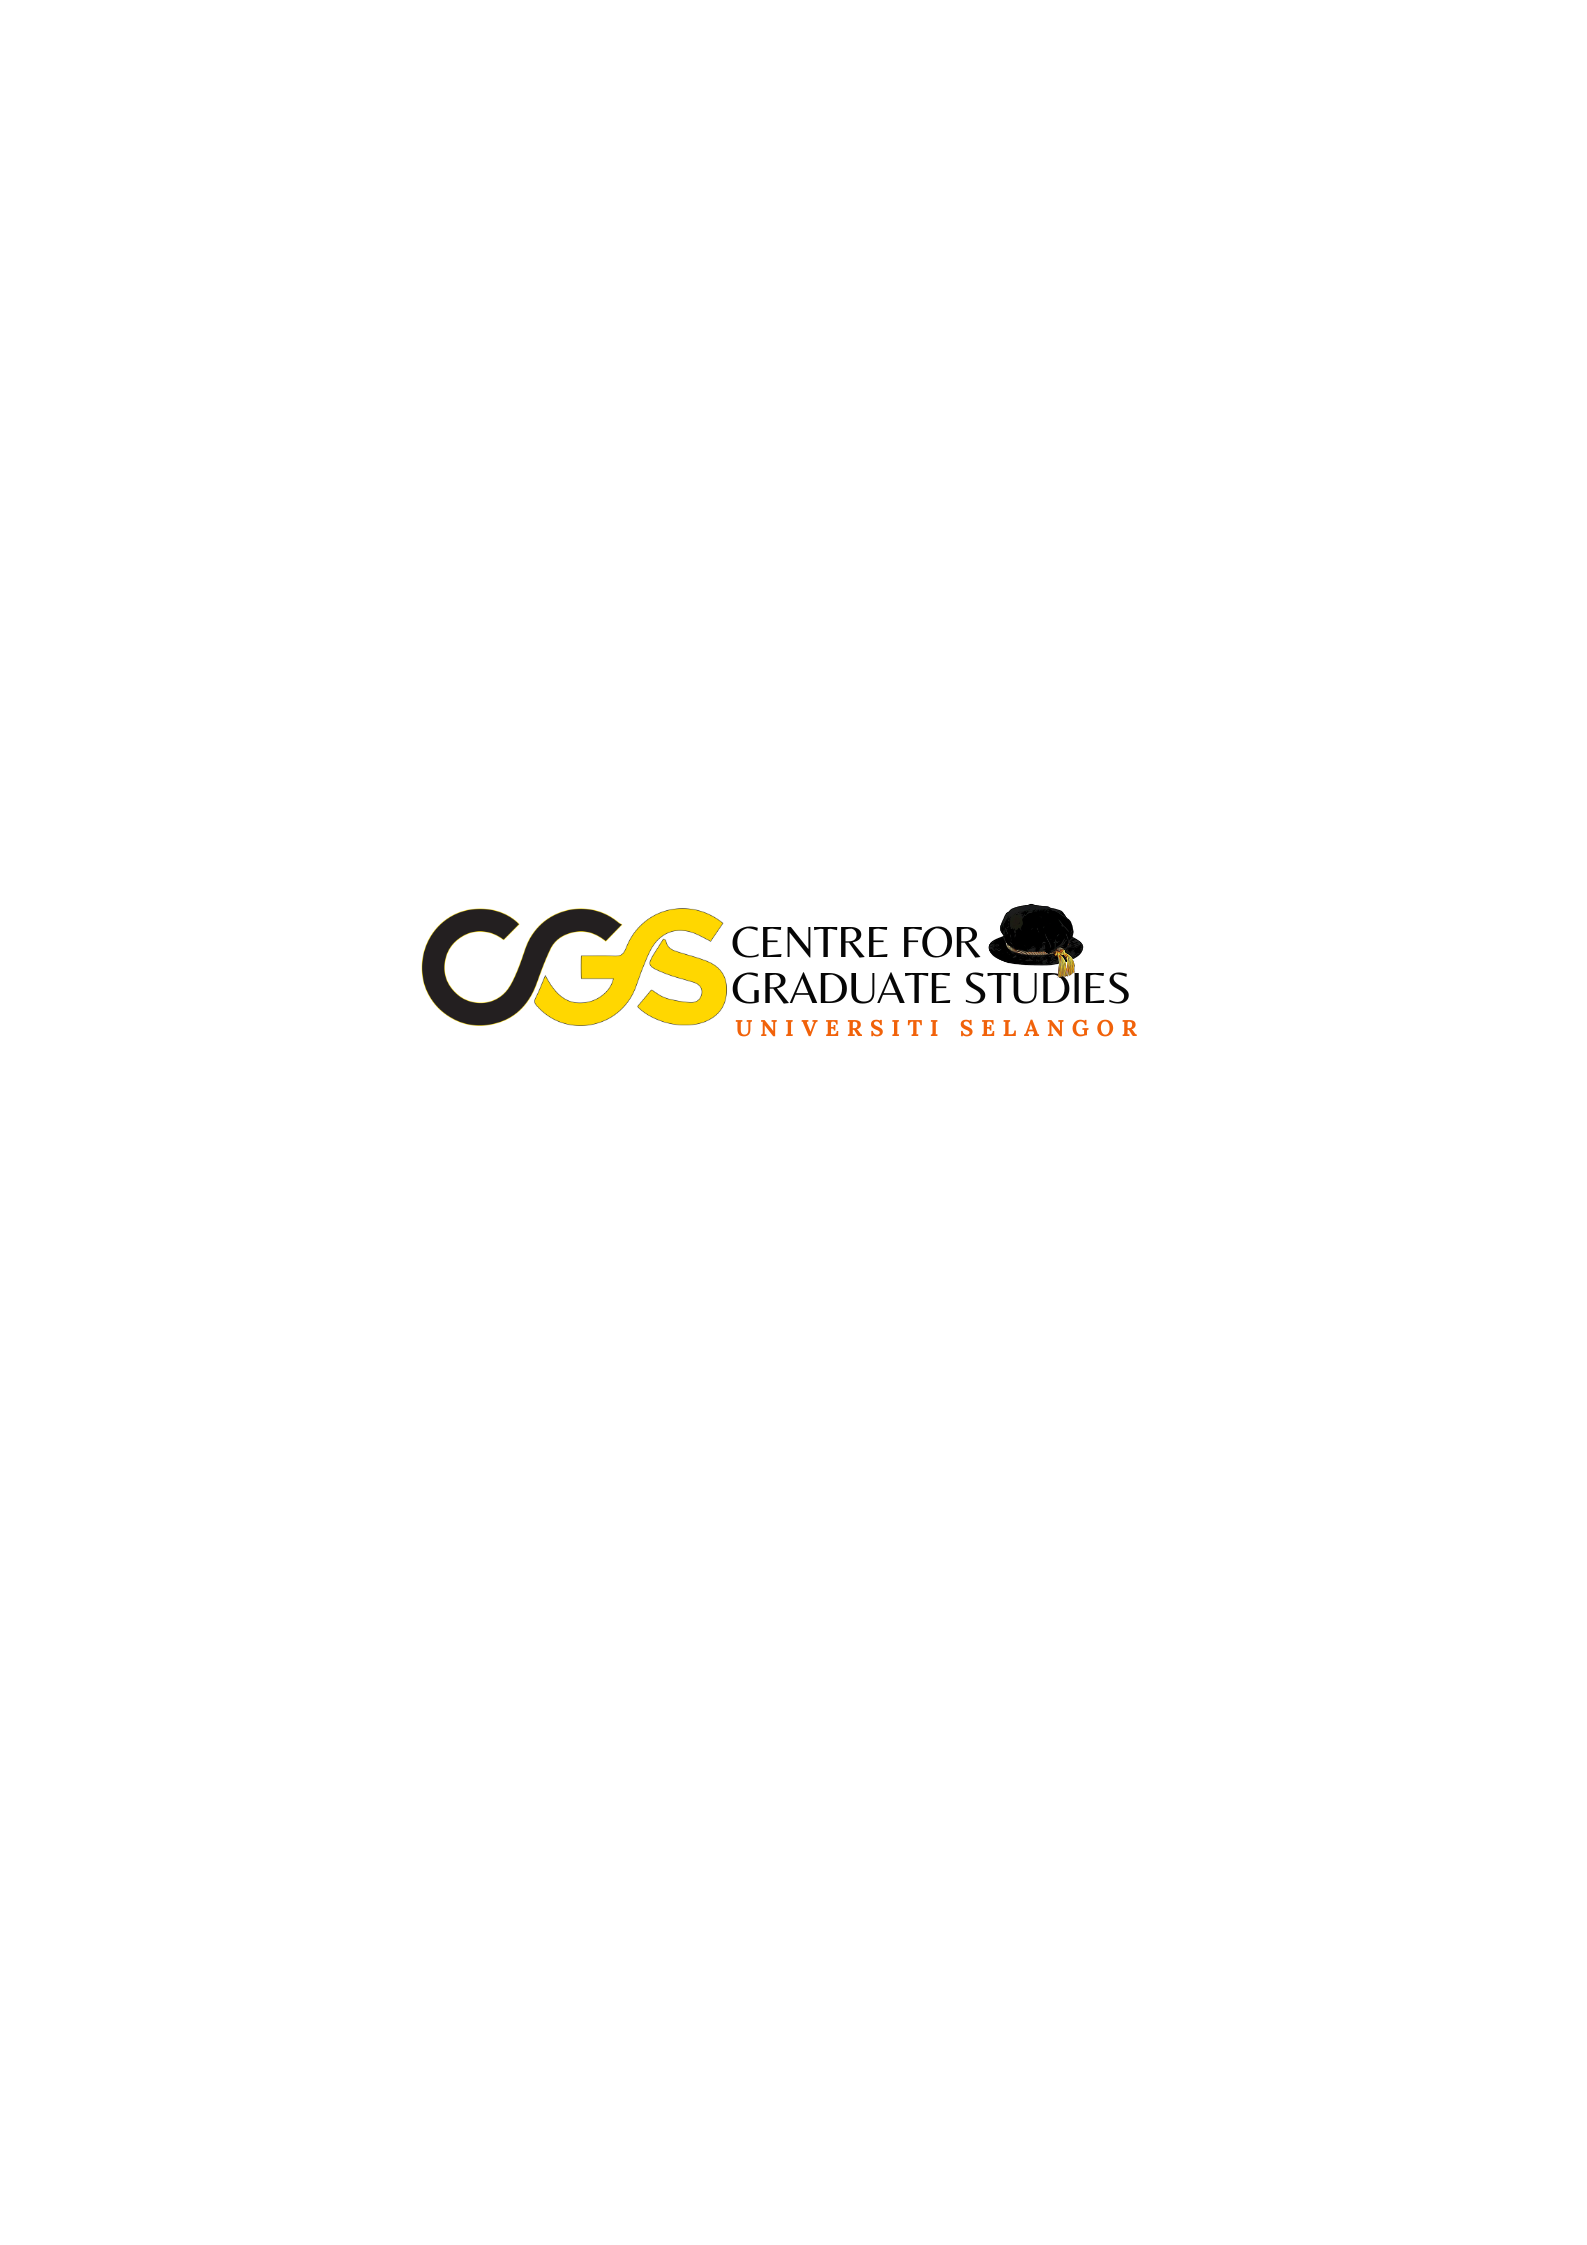 CGS
CENTRE FOR
GRADUATE STUDIES
UNIVERSITI SELANGOR